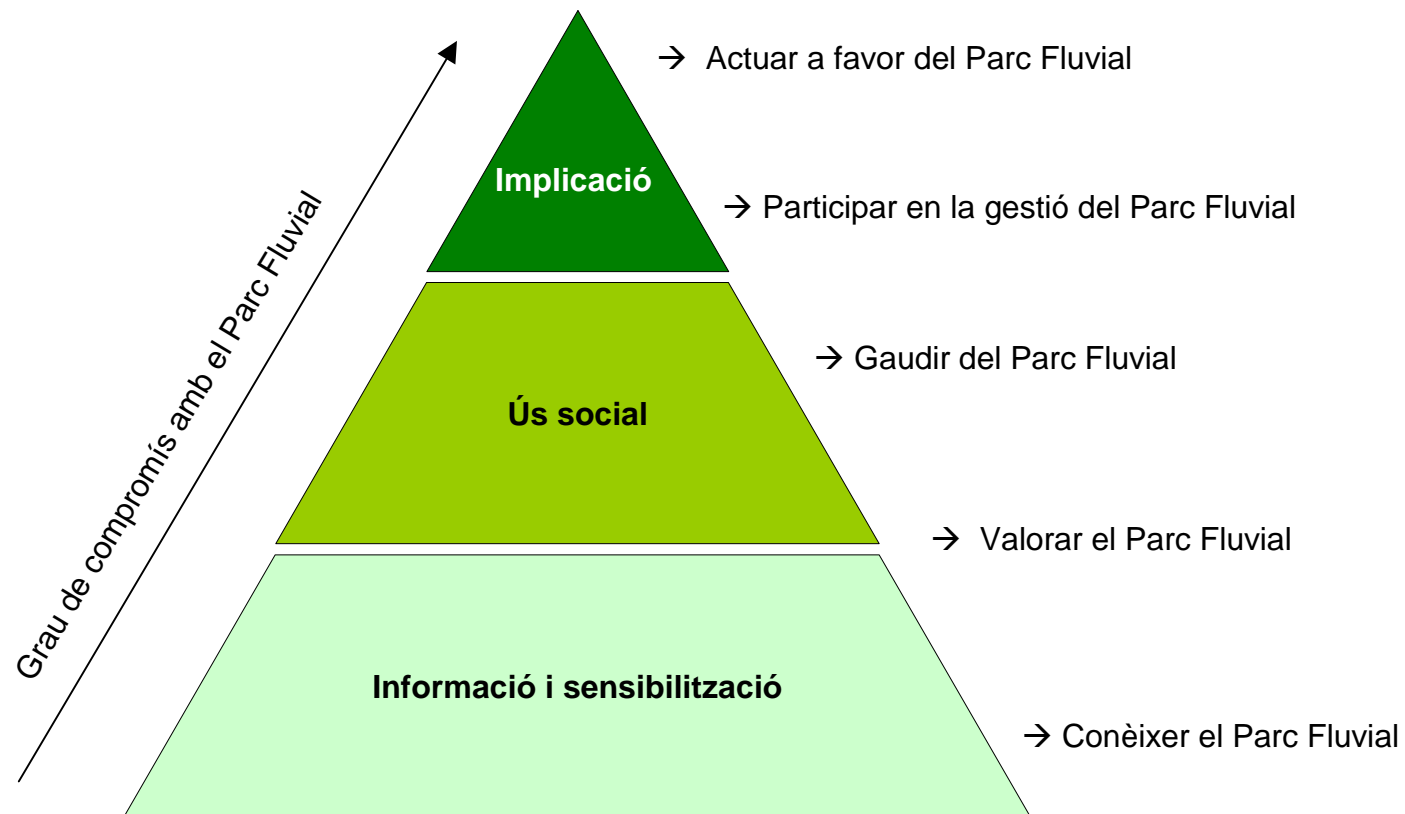 → Actuar a favor del Parc Fluvial
Implicació
→ Participar en la gestió del Parc Fluvial
Grau de compromís amb el Parc Fluvial
→ Gaudir del Parc Fluvial
Ús social
→ Valorar el Parc Fluvial
Informació i sensibilització
→ Conèixer el Parc Fluvial